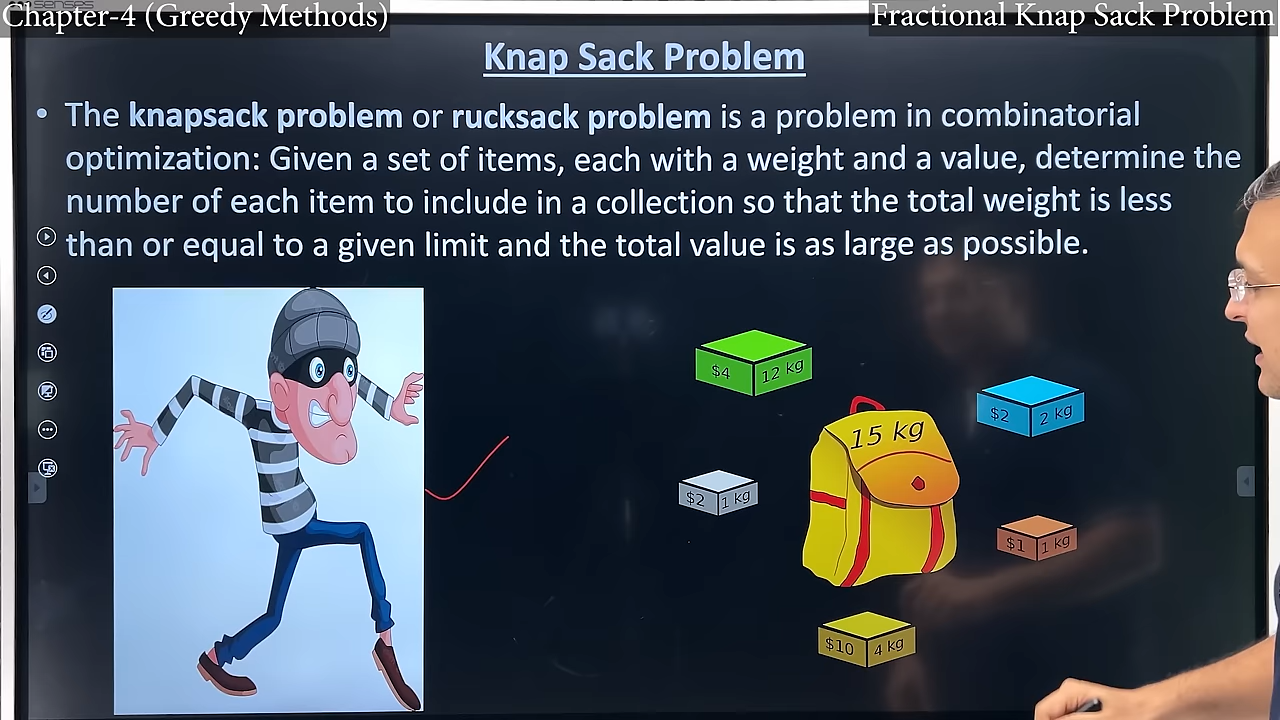 Chapter-4 (Greedy Methods)
Fractional Knap Sack Problem
Knap Sack Problem
• The knapsack problem or rucksack problem is a problem in combinatorial
optimization: Given a set of items, each with a weight and a value, determine the
number of each item to include in a collection so that the total weight is less
than or equal to a given limit and the total value is as large as possible.
$4 12 kg
$2 2 kg
15 kg
$2 1 kg
$1 1 kg
$10 4 kg